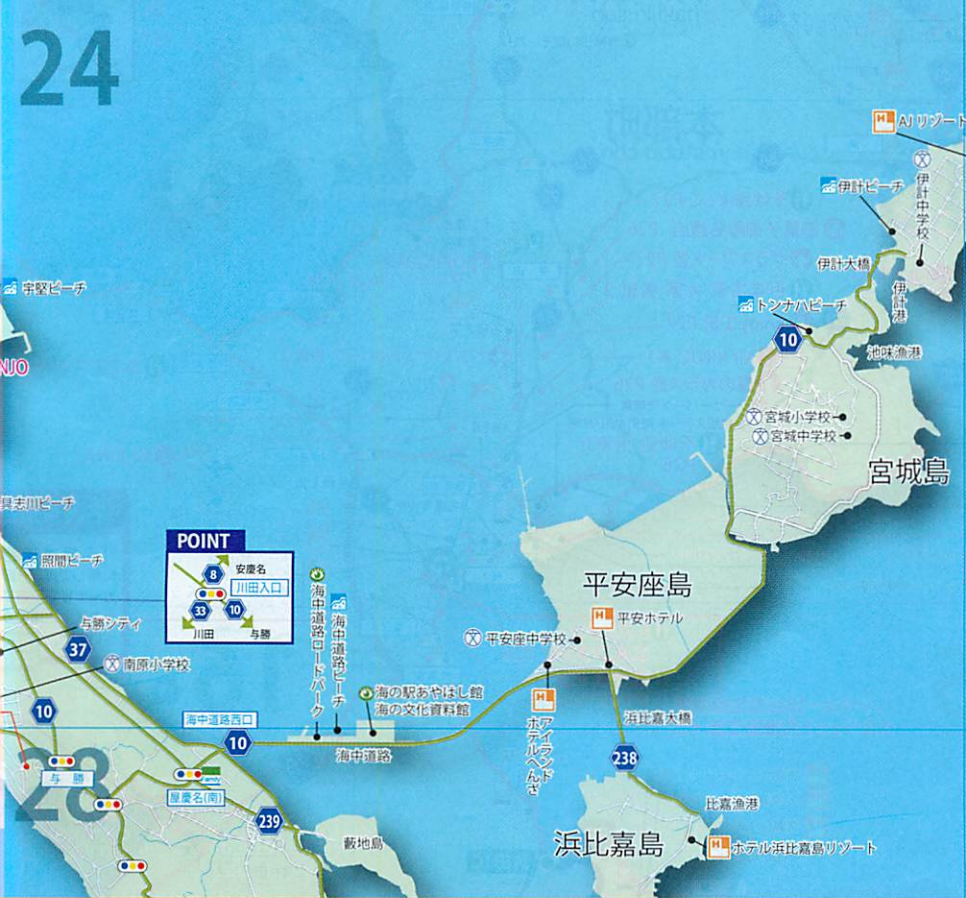 24
H AJリゾート
文
伊計中学校
伊計ビーチ
伊計大橋
伊計港
宇堅ビーチ
トンナハビーチ
10
池味漁港
NJO
文 宮城小学校
文 宮城中学校
宮城島
具志川ビーチ
照間ビーチ
POINT
安慶名
8
川田入口
33
10
川田
与勝
海中道路ロードパーク
海中道路ビーチ
平安座島
H 平安ホテル
文 平安座中学校
与勝シティ
37
文 南原小学校
海の駅あやはし館
海の文化資料館
H
アイランド
ホテルへんざ
浜比嘉大橋
10
海中道路西口
10
海中道路
238
与勝
28
Family
屋慶名(南)
239
藪地島
比嘉漁港
浜比嘉島
H ホテル浜比嘉島リゾート